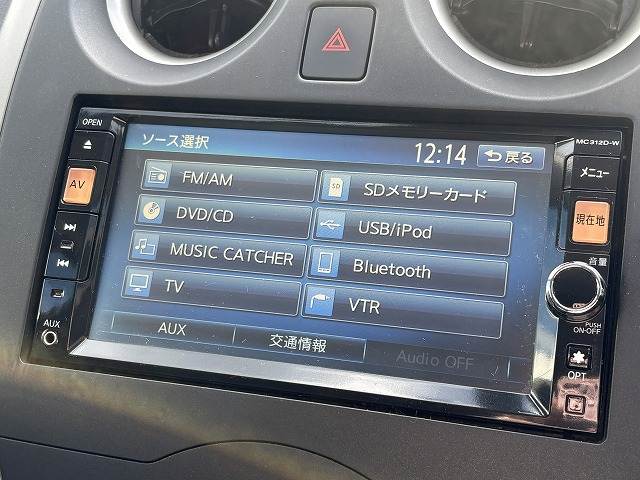 OPEN
MC312D-W
ソース選択
12:14
戻る
メニュー
AV
FM/AM
SD
SDメモリーカード
現在地
DVD/CD
USB/iPod
MUSIC CATCHER
Bluetooth
音量
TV
VTR
PUSH
ON-OFF
AUX
AUX
交通情報
Audio OFF
OPT